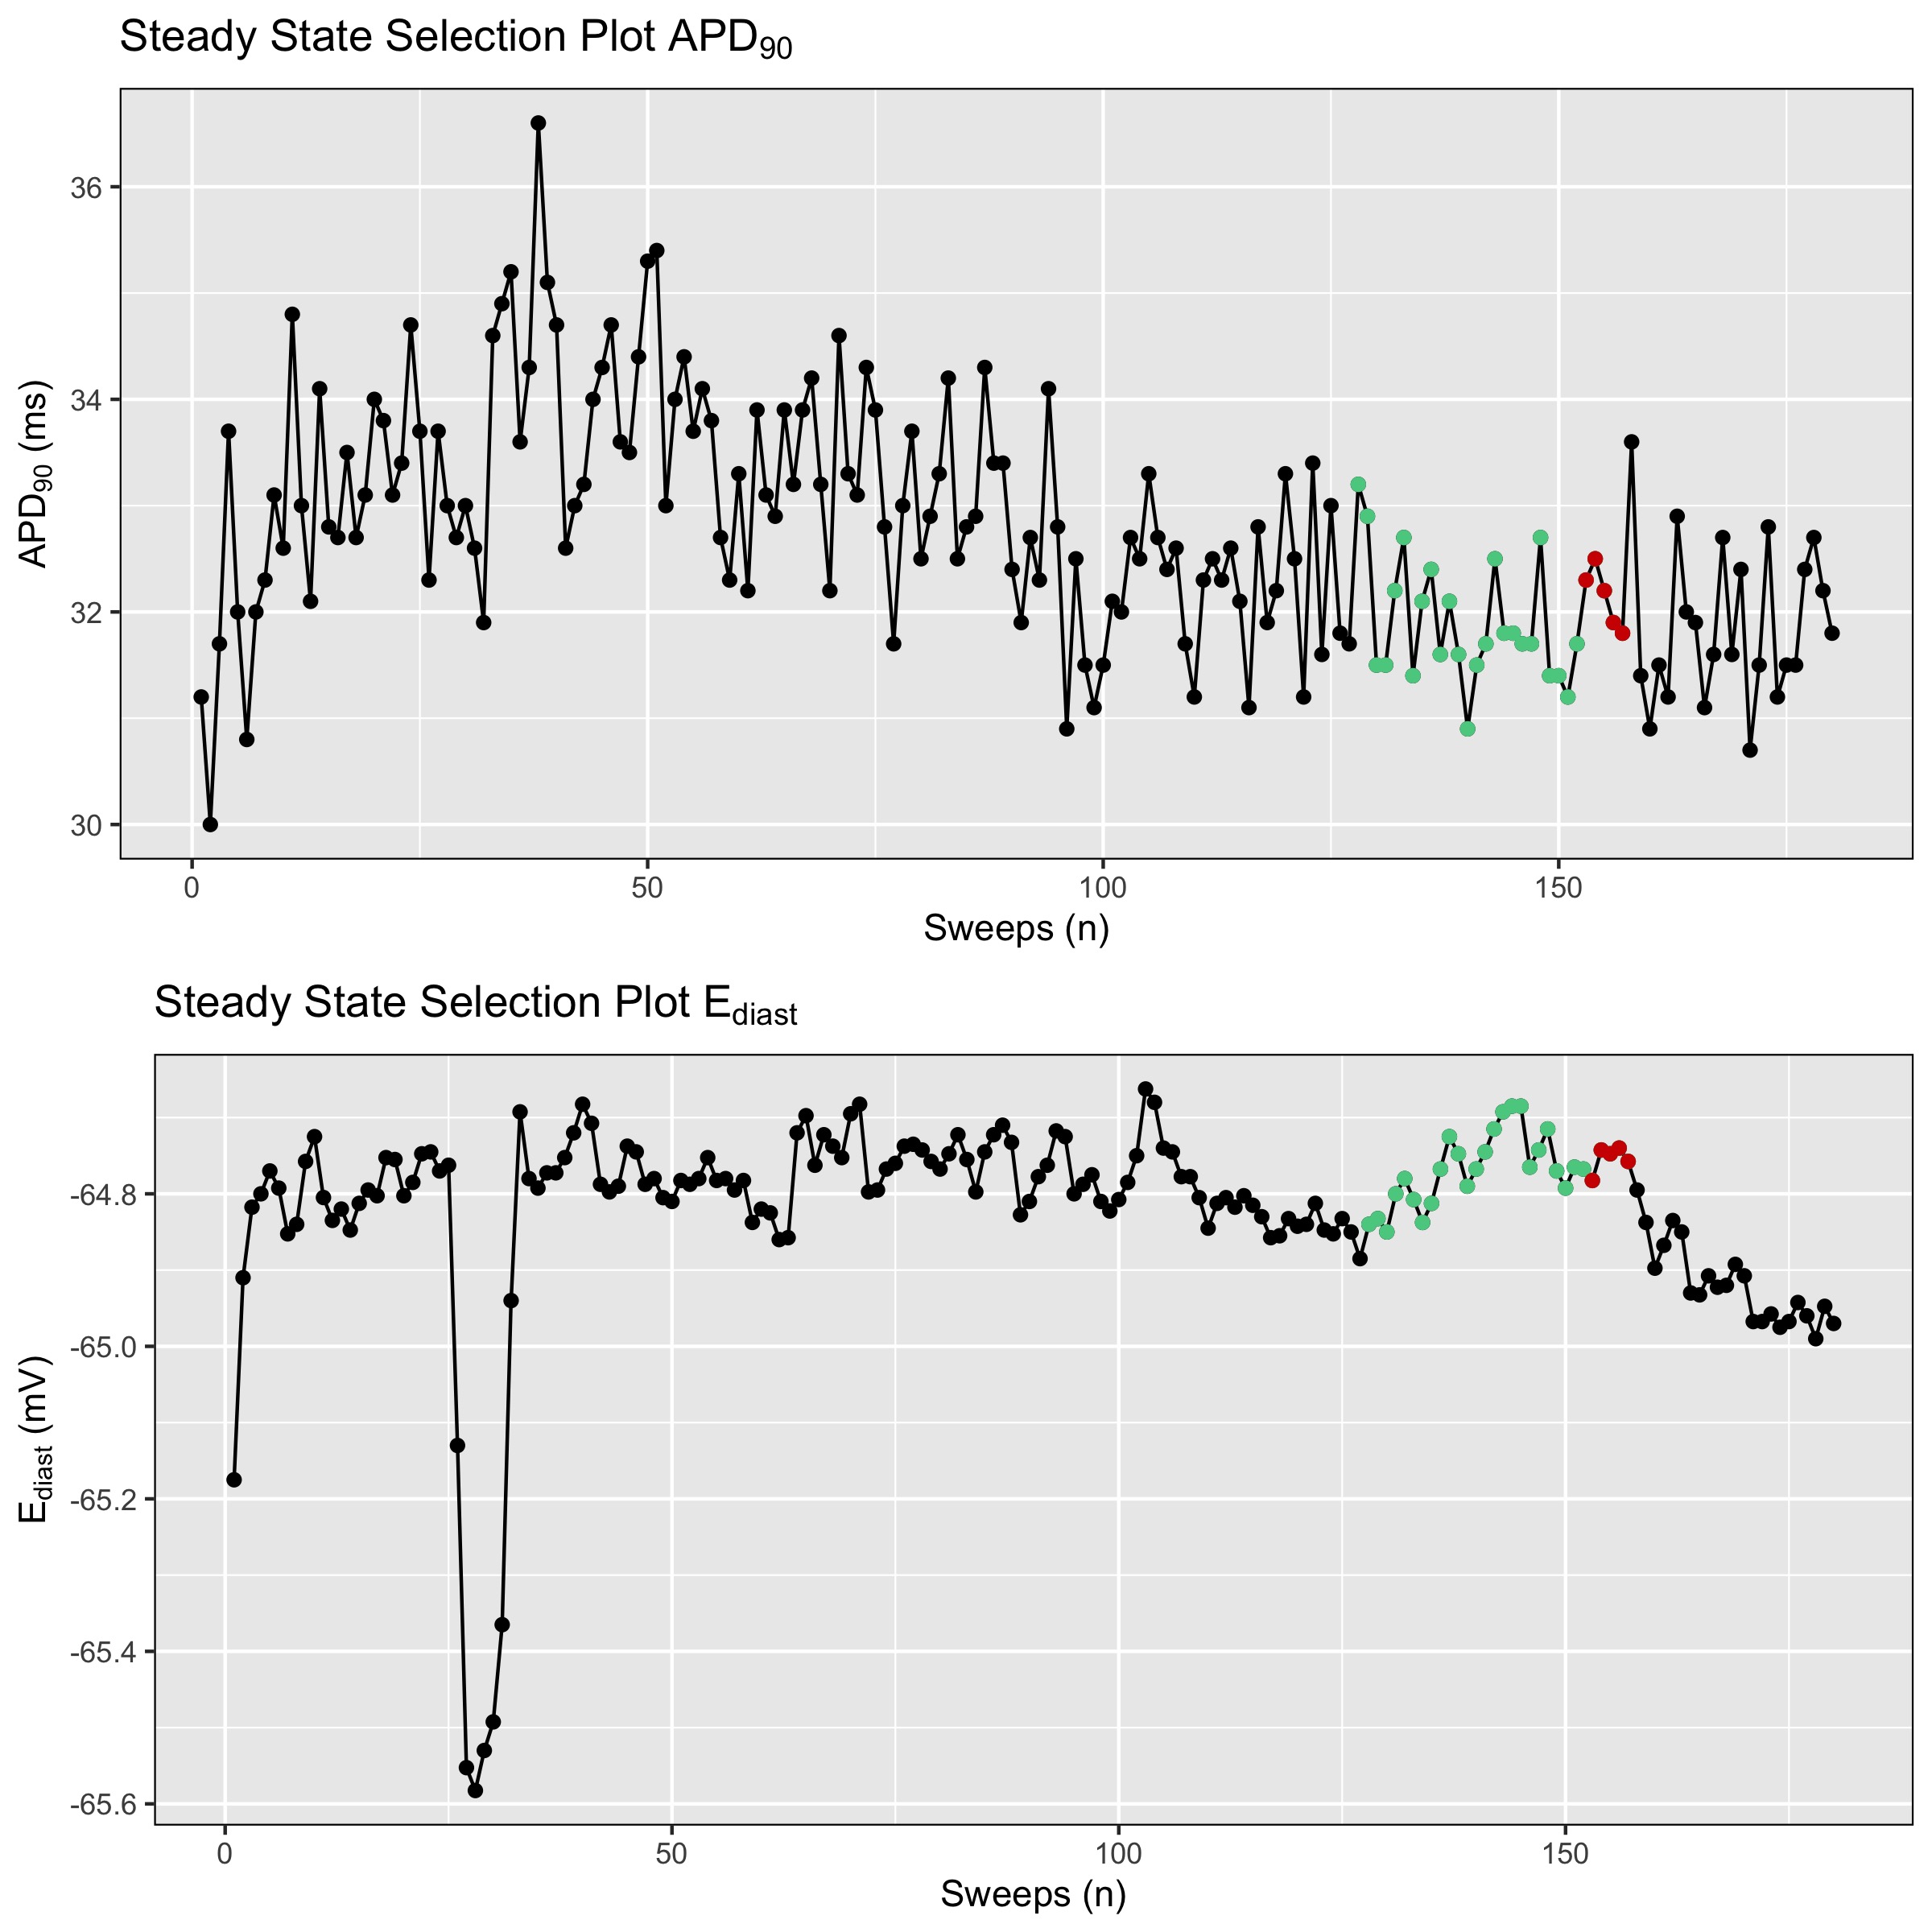 Steady State Selection Plot APD90
36
34
32
30
APD90 (ms)
0 50 100 150
Sweeps (n)
Steady State Selection Plot Ediast
-64.8
-65.0
-65.2
-65.4
-65.6
Ediast (mV)
0 50 100 150
Sweeps (n)